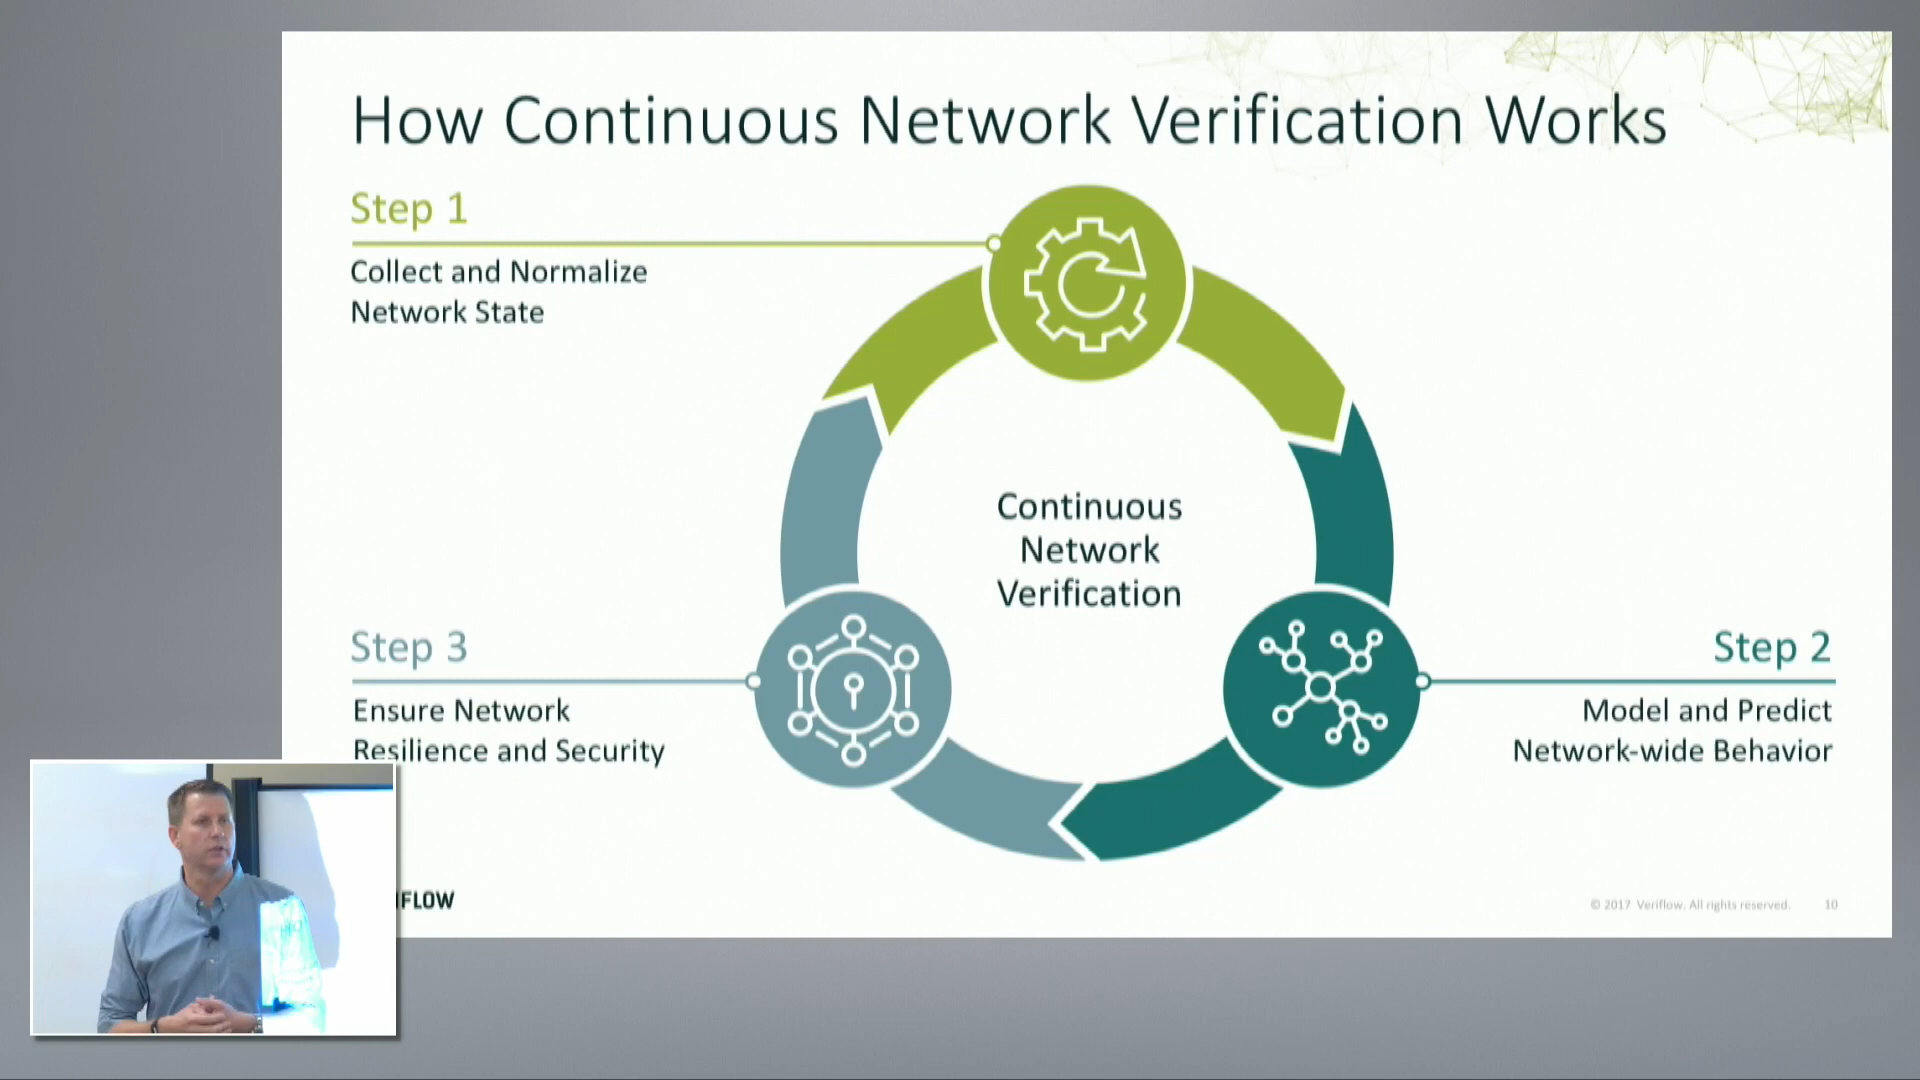 How Continuous Network Verification Works
Step 1
Collect and Normalize
Network State
Continuous
Network
Verification
Step 3
Ensure Network
Resilience and Security
Step 2
Model and Predict
Network-wide Behavior
IFLOW
© 2017 Veriflow. All rights reserved.
10